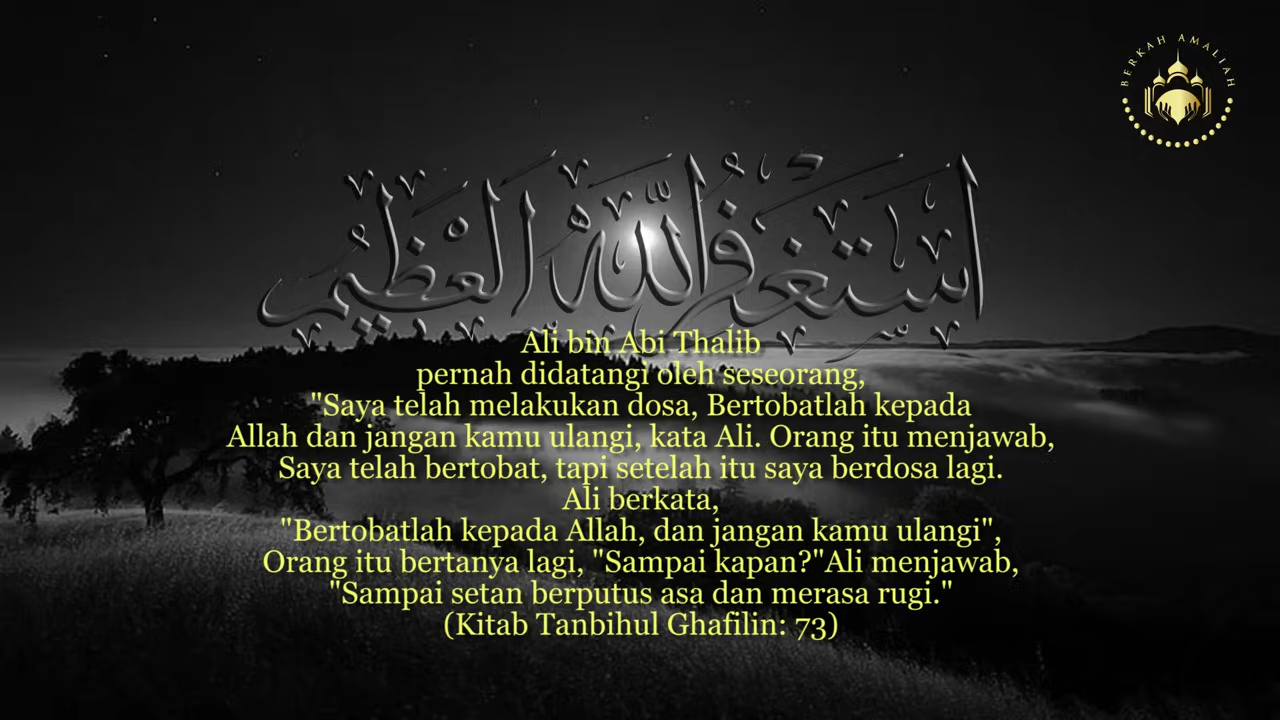 BERKAH AMALIAH
أَسْتَغْفِرُ اللّٰهَ الْعَظِيْمَ
Ali bin Abi Thalib
pernah didatangi oleh seseorang,
"Saya telah melakukan dosa, Bertobatlah kepada
Allah dan jangan kamu ulangi, kata Ali. Orang itu menjawab,
Saya telah bertobat, tapi setelah itu saya berdosa lagi.
Ali berkata,
"Bertobatlah kepada Allah, dan jangan kamu ulangi",
Orang itu bertanya lagi, "Sampai kapan?"Ali menjawab,
"Sampai setan berputus asa dan merasa rugi."
(Kitab Tanbihul Ghafilin: 73)